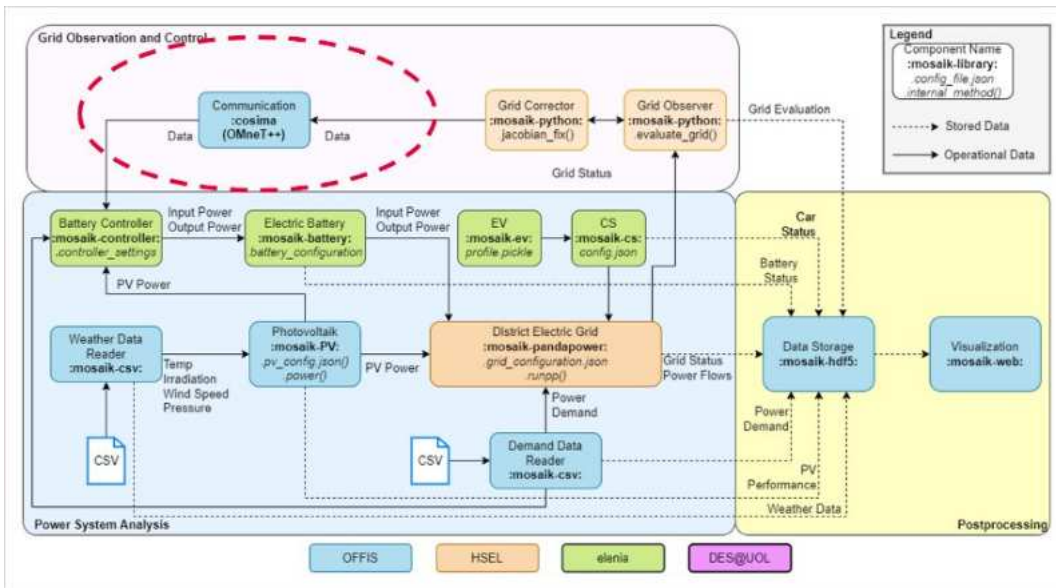 Grid Observation and Control
Communication
:cosima
(OMneT++)
Data
Data
Grid Corrector
:mosaik-python:
.jacobian_fix()
Grid Observer
:mosaik-python:
.evaluate_grid()
Grid Evaluation
Grid Status
Legend
Component Name
:mosaik-library:
.config_file.json
.internal_method()
Stored Data
Operational Data
Battery Controller
:mosaik-controller:
.controller_settings
Input Power
Output Power
Electric Battery
:mosaik-battery:
.battery_configuration
Input Power
Output Power
EV
:mosaik-ev:
profile.pickle
CS
:mosaik-cs:
config.json
Car
Status
Battery
Status
PV Power
Weather Data
Reader
:mosaik-csv:
Temp
Irradiation
Wind Speed
Pressure
Photovoltaik
:mosaik-PV:
.pv_config.json()
.power()
PV Power
District Electric Grid
:mosaik-pandapower:
.grid_configuration.json
.runpp()
Grid Status
Power Flows
Data Storage
:mosaik-hdf5:
Visualization
:mosaik-web:
Power
Demand
Power
Demand
CSV
CSV
Demand Data
Reader
:mosaik-csv:
PV
Performance
Weather Data
Power System Analysis
Postprocessing
OFFIS
HSEL
elenia
DES@UOL